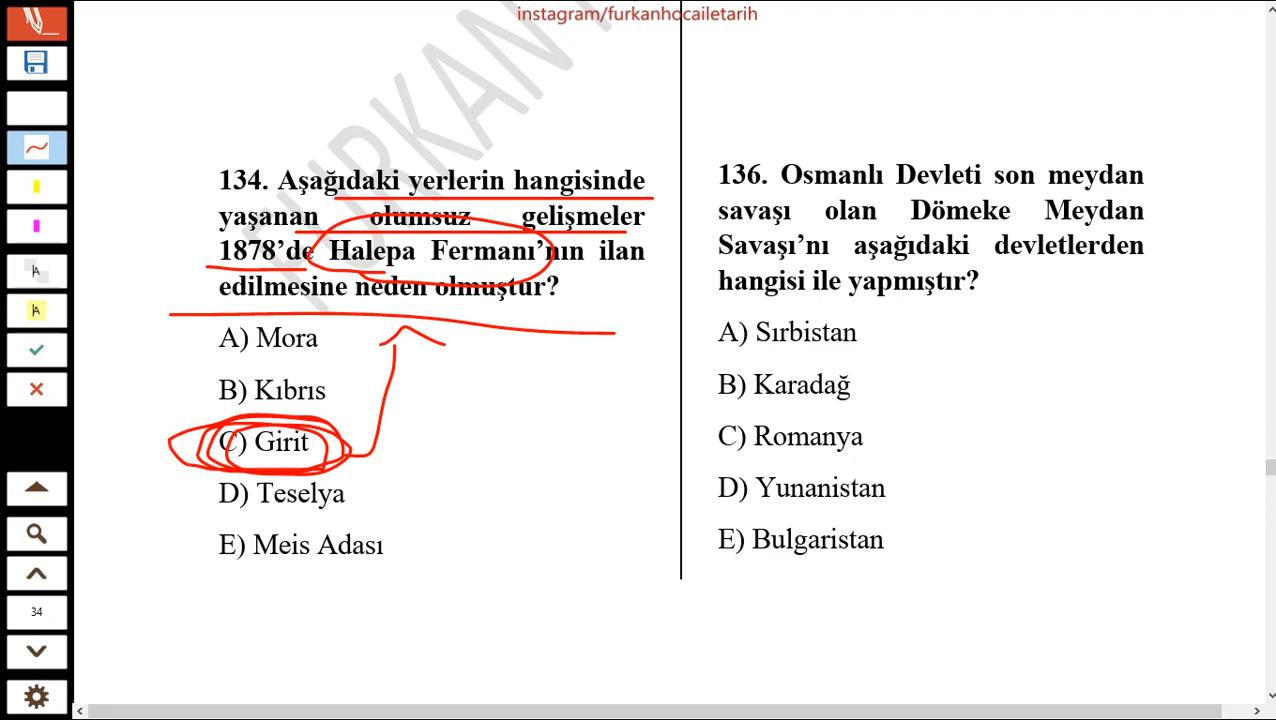 instagram/furkanhocailetarih
FURKAN
134. Aşağıdaki yerlerin hangisinde
yaşanan olumsuz gelişmeler
1878’de Halepa Fermanı’nın ilan
edilmesine neden olmuştur?
A) Mora
B) Kıbrıs
C) Girit
D) Teselya
E) Meis Adası
136. Osmanlı Devleti son meydan
savaşı olan Dömeke Meydan
Savaşı’nı aşağıdaki devletlerden
hangisi ile yapmıştır?
A) Sırbistan
B) Karadağ
C) Romanya
D) Yunanistan
E) Bulgaristan
A
A
34